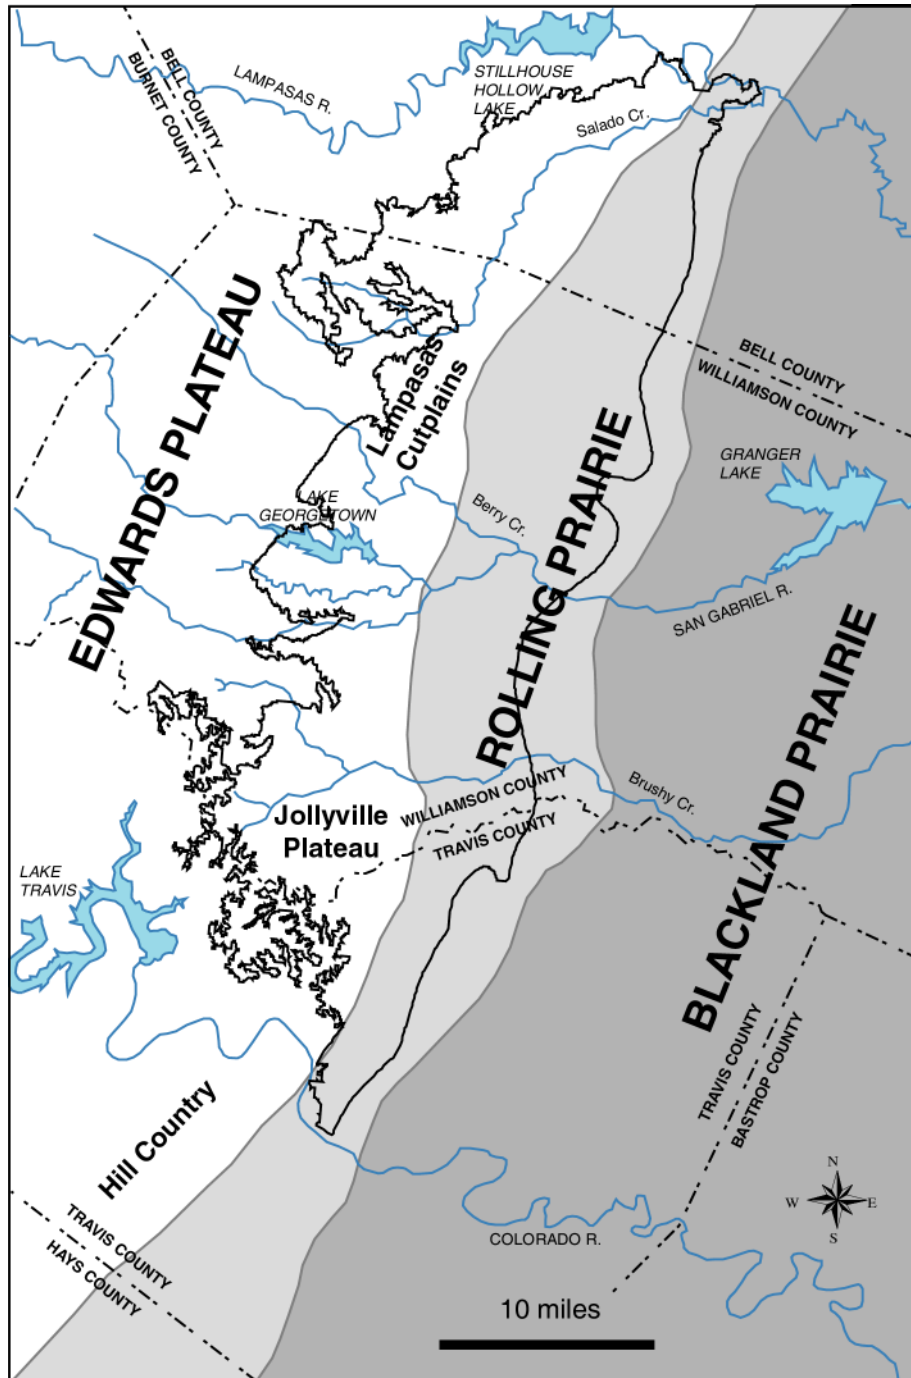 BELL COUNTY
BURNET COUNTY
LAMPASAS R.
STILLHOUSE
HOLLOW
LAKE
Salado Cr.
EDWARDS PLATEAU
Lampasas
Cutplains
BELL COUNTY
WILLIAMSON COUNTY
GRANGER
LAKE
LAKE
GEORGETOWN
Berry Cr.
ROLLING PRAIRIE
SAN GABRIEL R.
BLACKLAND PRAIRIE
Jollyville
Plateau
WILLIAMSON COUNTY
TRAVIS COUNTY
Brushy Cr.
LAKE
TRAVIS
TRAVIS COUNTY
BASTROP COUNTY
Hill Country
TRAVIS COUNTY
HAYS COUNTY
COLORADO R.
N
W
E
S
10 miles